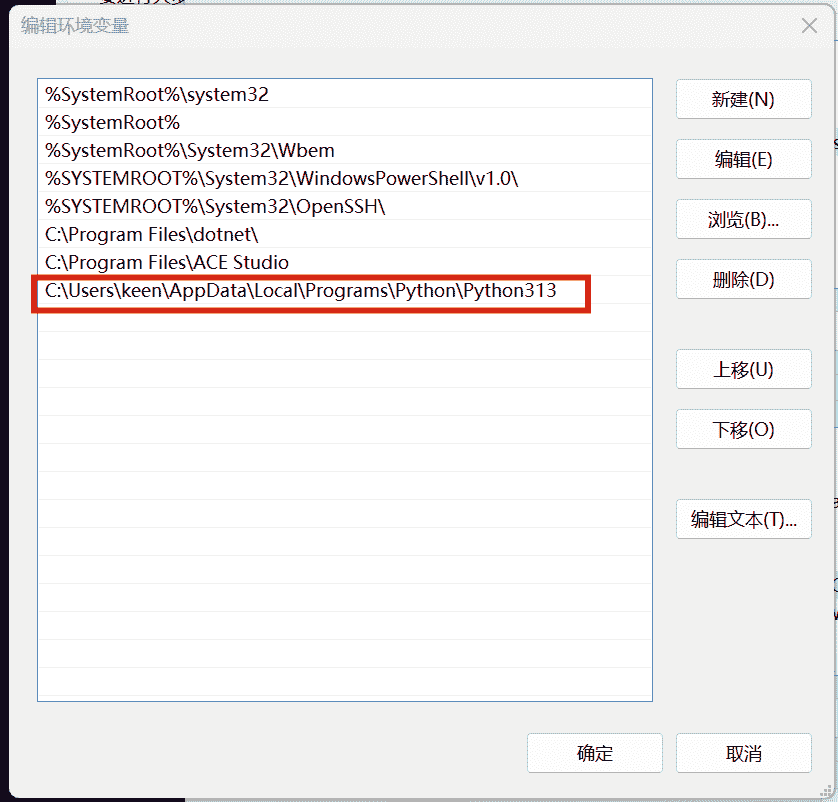 编辑环境变量
%SystemRoot%\system32
%SystemRoot%
%SystemRoot%\System32\Wbem
%SYSTEMROOT%\System32\WindowsPowerShell\v1.0\
%SYSTEMROOT%\System32\OpenSSH\
C:\Program Files\dotnet\
C:\Program Files\ACE Studio
C:\Users\keen\AppData\Local\Programs\Python\Python313
新建(N)
编辑(E)
浏览(B)...
删除(D)
上移(U)
下移(O)
编辑文本(T)...
确定
取消